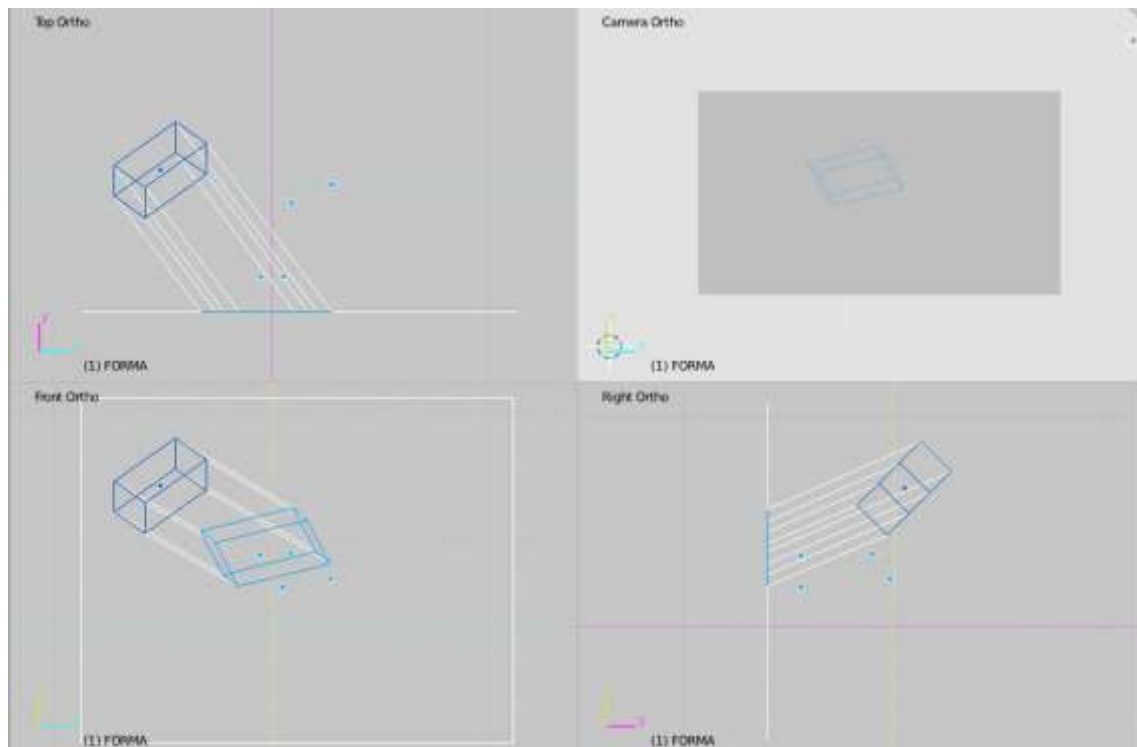 Top Ortho
Camera Ortho
(1) FORMA
(1) FORMA
Front Ortho
Right Ortho
(1) FORMA
(1) FORMA